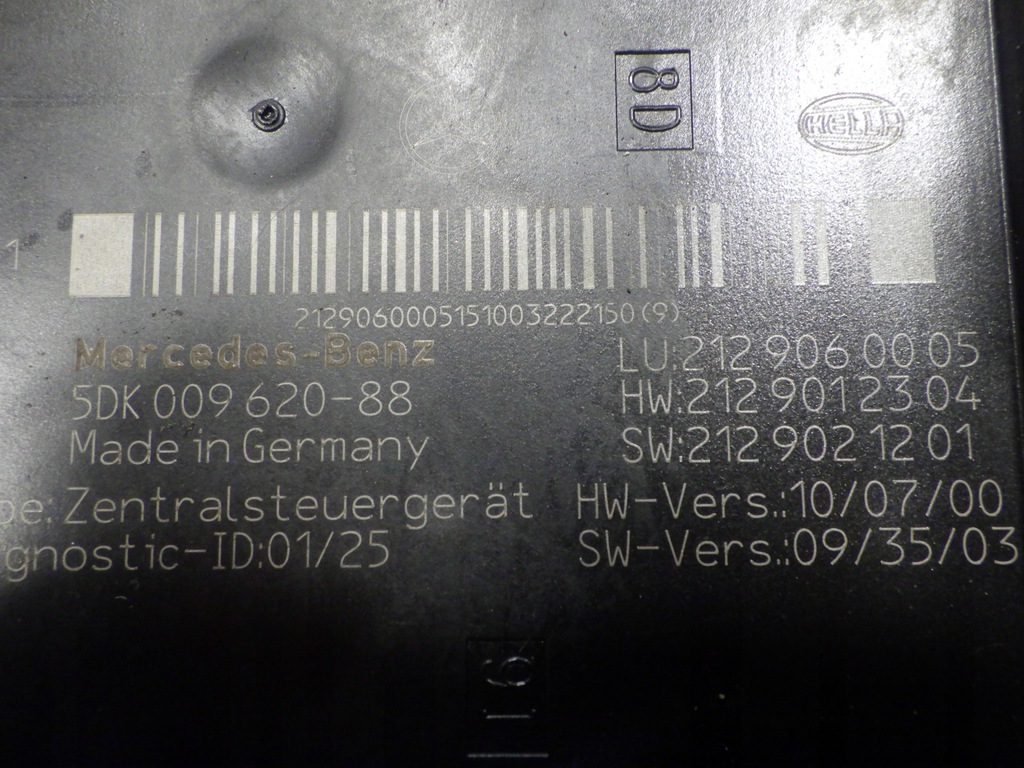 8D
HELLA
1
2129060005151003222150(9)
Mercedes-Benz
LU:212 906 00 05
5DK 009 620-88
HW:212 901 23 04
Made in Germany
SW:212 902 12 01
pe: Zentralsteuergerät
HW-Vers.:10/07/00
gnostic-ID:01/25
SW-Vers.:09/35/03